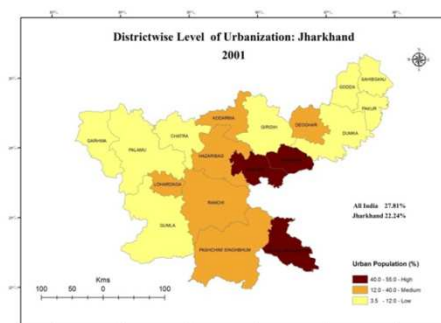 Districtwise Level of Urbanization: Jharkhand
2001
SAHIBGANJ
GODDA
PAKUR
KODARMA
GIRIDIH
DEOGHAR
DUMKA
GARHWA
PALAMU
CHATRA
HAZARIBAG
LOHARDAGA
RANCHI
GUMLA
PASHCHIMI SINGHBHUM
All India 27.81%
Jharkhand 22.24%
Kms
100 0 100
Urban Population (%)
40.0 - 55.0 - High
12.0 - 40.0 - Medium
3.5 - 12.0 - Low